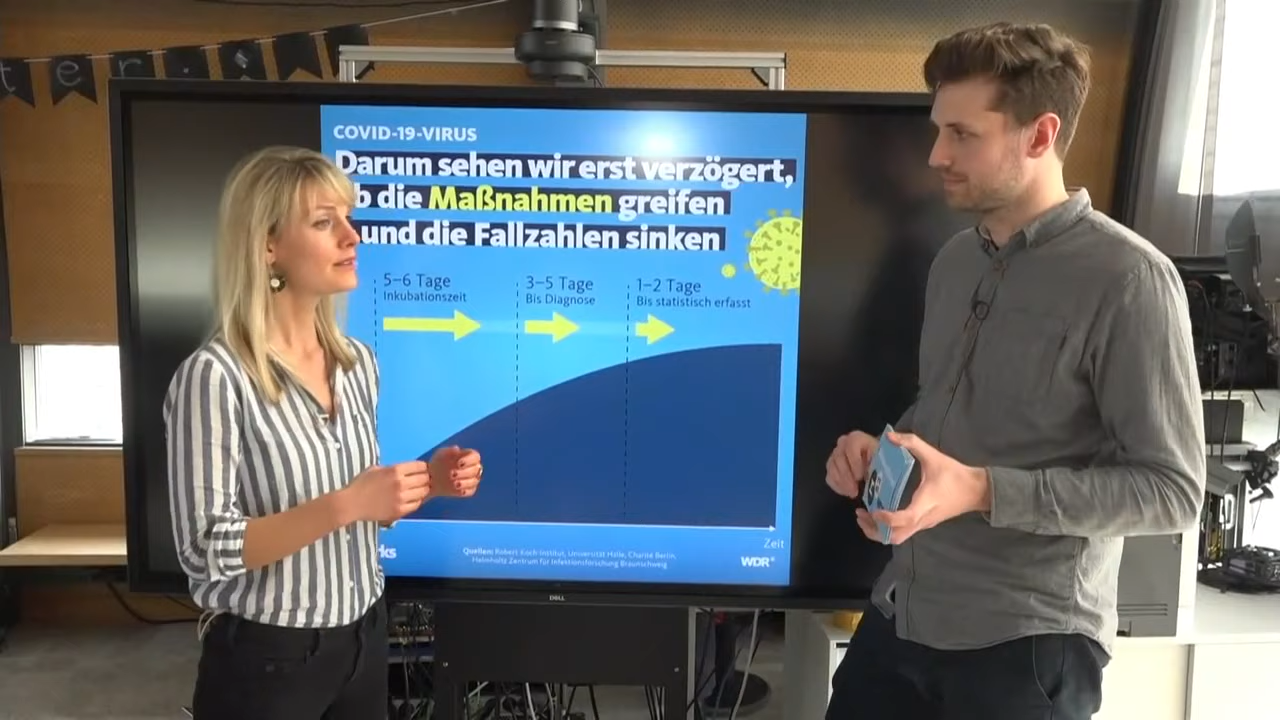 ter
COVID-19-VIRUS
Darum sehen wir erst verzögert,
b die Maßnahmen greifen
und die Fallzahlen sinken
5–6 Tage
Inkubationszeit
3–5 Tage
Bis Diagnose
1–2 Tage
Bis statistisch erfasst
Zeit
ks
Quellen: Robert Koch-Institut, Universität Halle, Charité Berlin,
Helmholtz Zentrum für Infektionsforschung Braunschweig
WDR
DELL